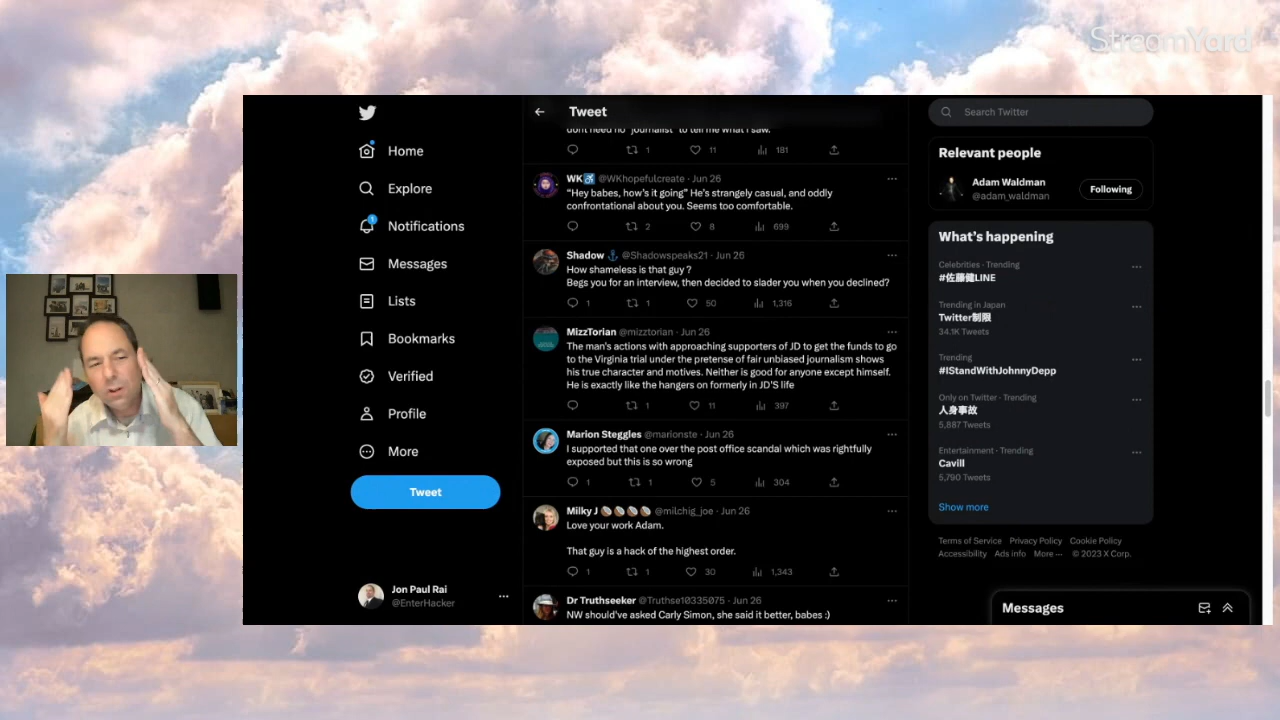 StreamYard
Home
Explore
1
Notifications
Messages
Lists
Bookmarks
Verified
Profile
More
Tweet
Jon Paul Rai
@EnterHacker
Tweet
dont need no "journalist" to tell me what I saw.
1 11 181
WK @WKhopefulcreate · Jun 26
"Hey babes, how's it going" He's strangely casual, and oddly
confrontational about you. Seems too comfortable.
2 8 699
Shadow @Shadowspeaks21 · Jun 26
How shameless is that guy ?
Begs you for an interview, then decided to slader you when you declined?
1 1 50 1,316
MizzTorian @mizztorian · Jun 26
The man's actions with approaching supporters of JD to get the funds to go
to the Virginia trial under the pretense of fair unbiased journalism shows
his true character and motives. Neither is good for anyone except himself.
He is exactly like the hangers on formerly in JD'S life
1 11 397
Marion Steggles @marionste · Jun 26
I supported that one over the post office scandal which was rightfully
exposed but this is so wrong
1 1 5 304
Milky J @milchig_joe · Jun 26
Love your work Adam.
That guy is a hack of the highest order.
1 1 30 1,343
Dr Truthseeker @Truthse10335075 · Jun 26
NW should've asked Carly Simon, she said it better, babes :)
Search Twitter
Relevant people
Adam Waldman
@adam_waldman
Following
What's happening
Celebrities · Trending
#佐藤健LINE
Trending in Japan
Twitter制限
34.1K Tweets
Trending
#IStandWithJohnnyDepp
Only on Twitter · Trending
人身事故
5,887 Tweets
Entertainment · Trending
Cavill
5,790 Tweets
Show more
Terms of Service Privacy Policy Cookie Policy
Accessibility Ads info More ··· © 2023 X Corp.
Messages